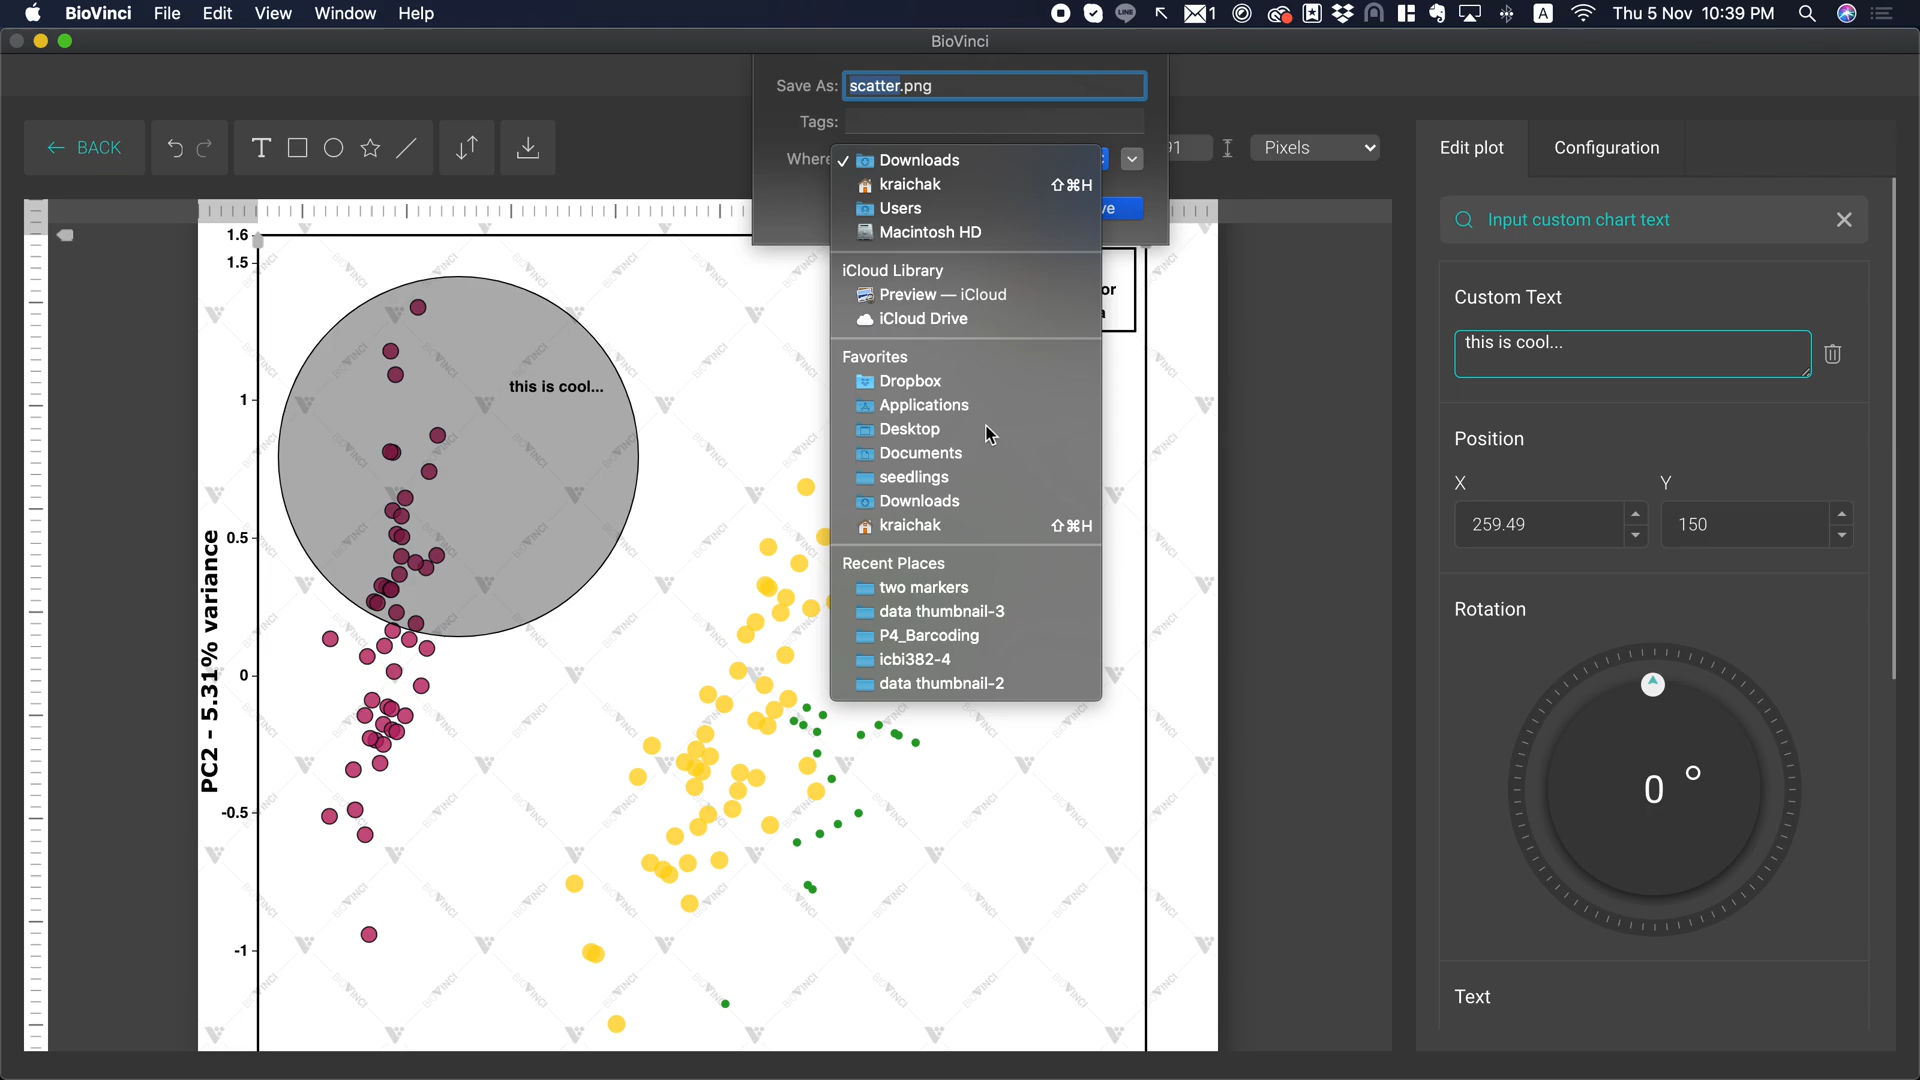 BioVinci File Edit View Window Help
LINE 1 A Thu 5 Nov 10:39 PM
BioVinci
Save As: scatter.png
Tags:
Where
Downloads
kraichak ⇧⌘H
Users
Macintosh HD
iCloud Library
Preview — iCloud
iCloud Drive
Favorites
Dropbox
Applications
Desktop
Documents
seedlings
Downloads
kraichak ⇧⌘H
Recent Places
two markers
data thumbnail-3
P4_Barcoding
icbi382-4
data thumbnail-2
← BACK
T
Pixels
1.6
1.5
1
0.5
0
-0.5
-1
PC2 - 5.31% variance
this is cool...
BIOVINCI
Edit plot Configuration
Input custom chart text
Custom Text
this is cool...
Position
X Y
259.49 150
Rotation
0 °
Text